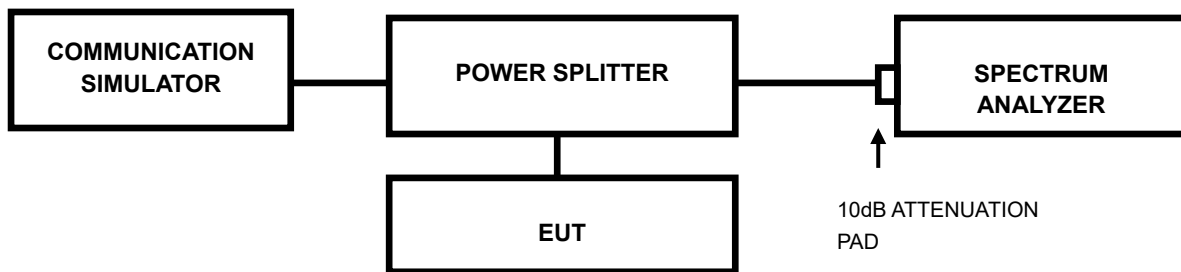 COMMUNICATION
SIMULATOR
POWER SPLITTER
SPECTRUM
ANALYZER
EUT
10dB ATTENUATION
PAD